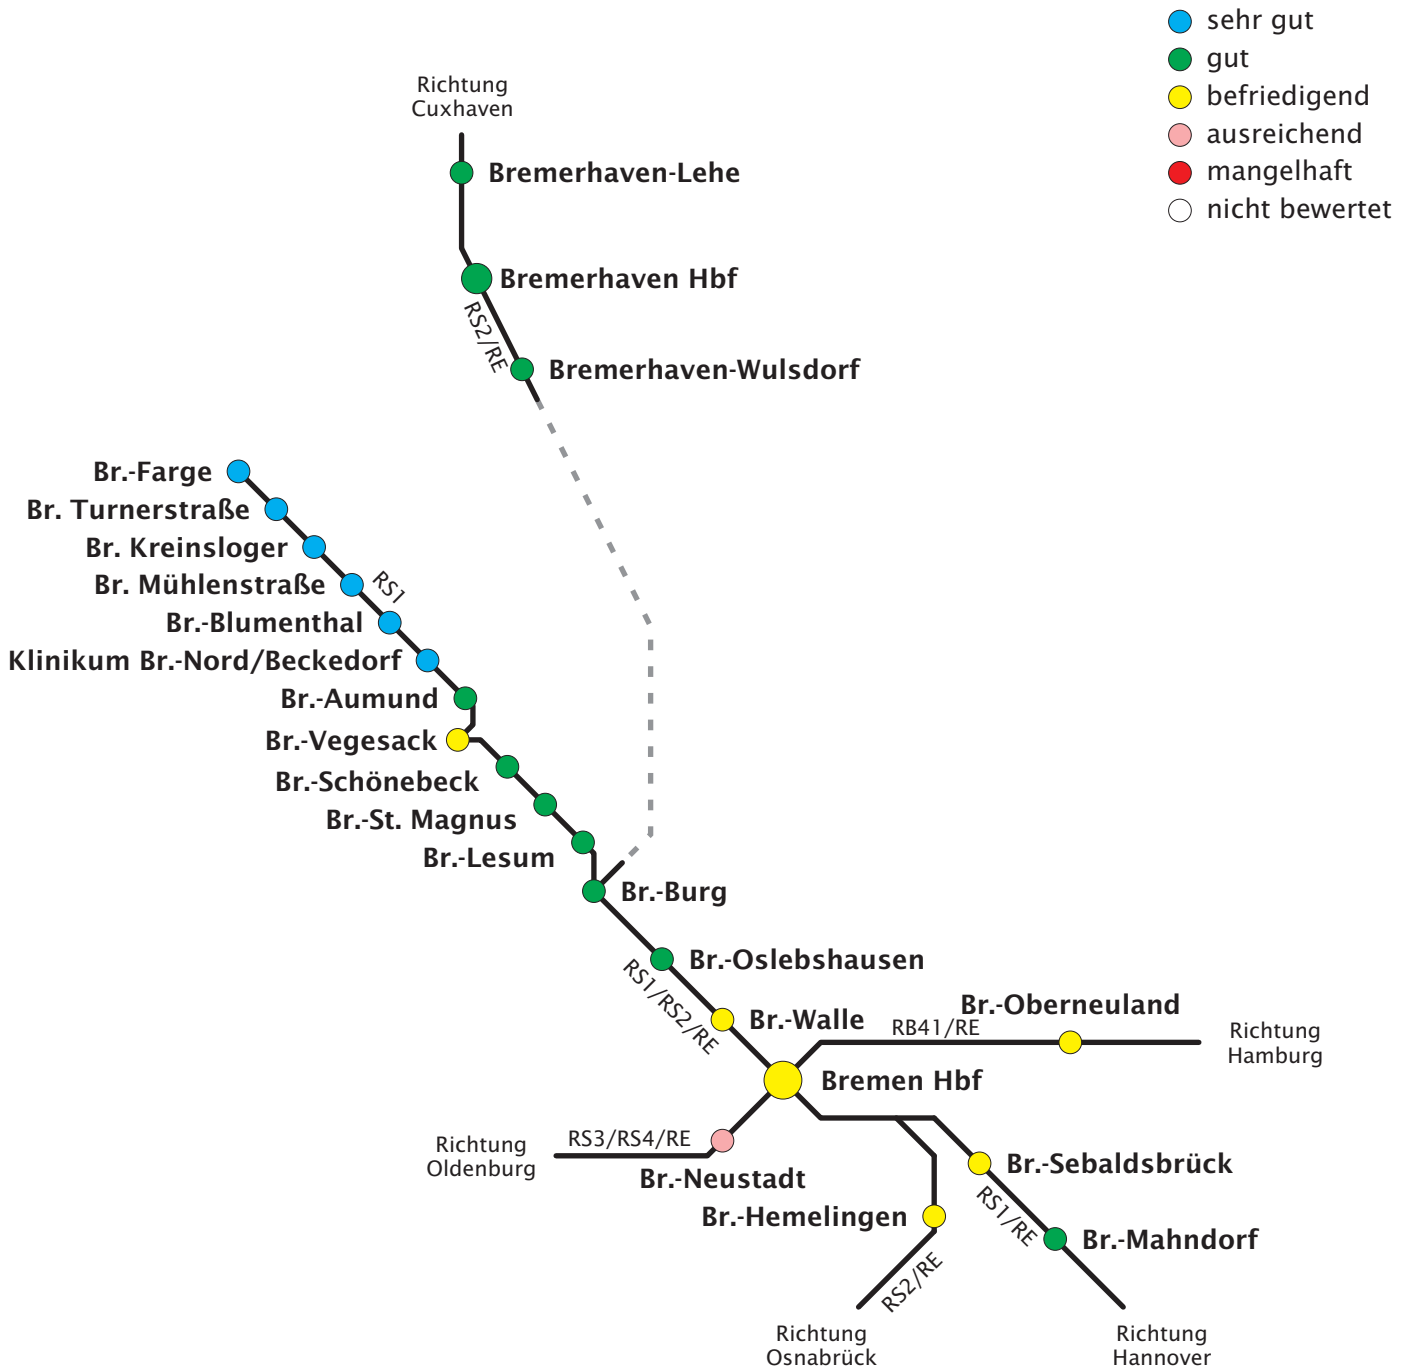 sehr gut
gut
befriedigend
ausreichend
mangelhaft
nicht bewertet
Richtung
Cuxhaven
Bremerhaven-Lehe
Bremerhaven Hbf
RS2/RE
Bremerhaven-Wulsdorf
Br.-Farge
Br. Turnerstraße
Br. Kreinsloger
Br. Mühlenstraße
RS1
Br.-Blumenthal
Klinikum Br.-Nord/Beckedorf
Br.-Aumund
Br.-Vegesack
Br.-Schönebeck
Br.-St. Magnus
Br.-Lesum
Br.-Burg
Br.-Oslebshausen
RS1/RS2/RE
Br.-Walle
Br.-Oberneuland
RB41/RE
Richtung
Hamburg
Bremen Hbf
Richtung
Oldenburg
RS3/RS4/RE
Br.-Neustadt
Br.-Sebaldsbrück
RS1/RE
Br.-Hemelingen
Br.-Mahndorf
RS2/RE
Richtung
Osnabrück
Richtung
Hannover